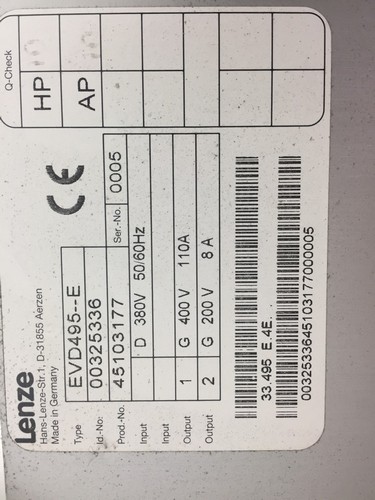 Lenze
Hans-Lenze-Str.1, D-31855 Aerzen
Made in Germany
Type EVD495--E
Id.-No: 00325336
Prod.-No. 45103177 Ser.-No. 0005
Input D 380V 50/60Hz
Input
Output 1 G 400 V 110A
Output 2 G 200 V 8 A
33.495 E.4E.
00325336451031770000005
CE
Q-Check
HP
AP